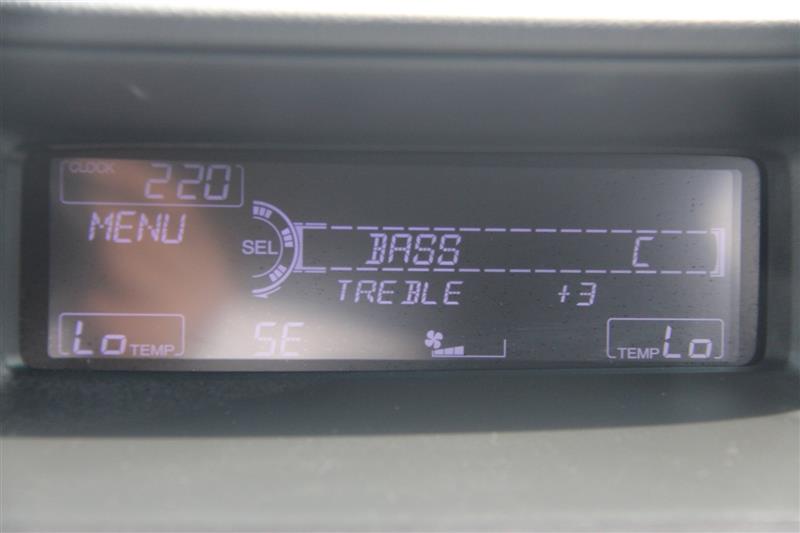 CLOCK 220
MENU
SEL BASS C
TREBLE +3
Lo TEMP SE TEMP Lo